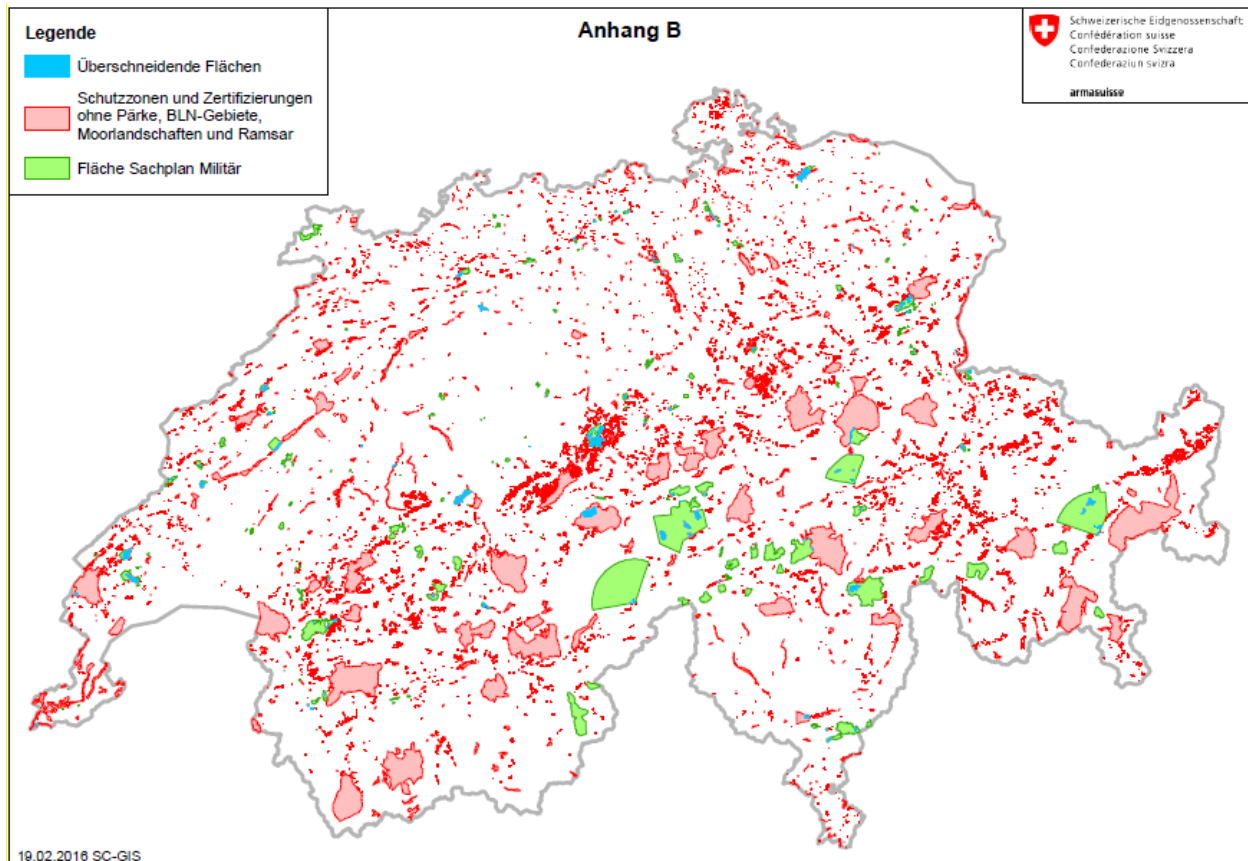 Legende
Überschneidende Flächen
Schutzzonen und Zertifizierungen
ohne Pärke, BLN-Gebiete,
Moorlandschaften und Ramsar
Fläche Sachplan Militär
Anhang B
Schweizerische Eidgenossenschaft
Confédération suisse
Confederazione Svizzera
Confederaziun svizra
armasuisse
19.02.2016 SC-GIS